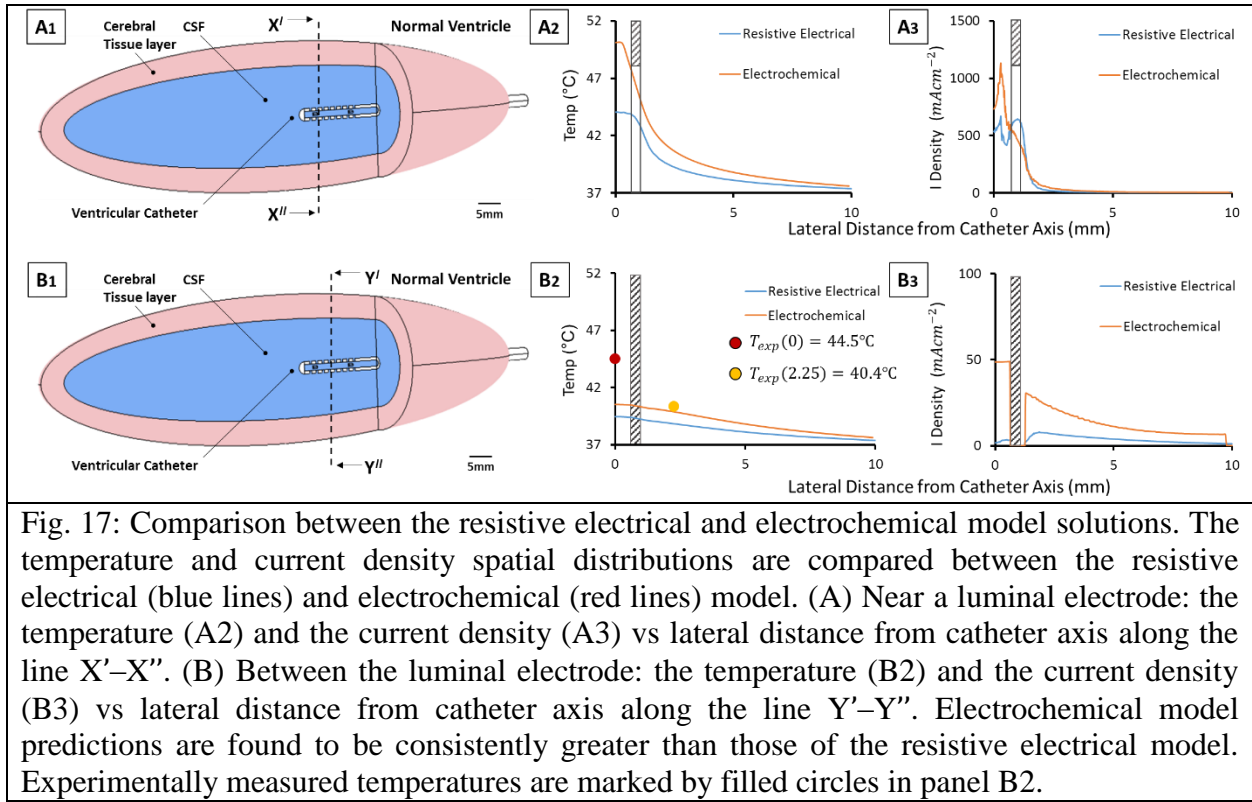 A1
Cerebral
Tissue layer
CSF
X'
Normal Ventricle
Ventricular Catheter
X''
5mm
A2
52
47
42
37
Temp (°C)
Resistive Electrical
Electrochemical
0
5
10
A3
1500
1000
500
0
I Density (mAcm⁻²)
Resistive Electrical
Electrochemical
0
5
10
Lateral Distance from Catheter Axis (mm)
B1
Cerebral
Tissue layer
CSF
Y'
Normal Ventricle
Ventricular Catheter
Y''
5mm
B2
52
47
42
37
Temp (°C)
Resistive Electrical
Electrochemical
T_exp(0) = 44.5°C
T_exp(2.25) = 40.4°C
0
5
10
B3
100
50
0
I Density (mAcm⁻²)
Resistive Electrical
Electrochemical
0
5
10
Lateral Distance from Catheter Axis (mm)
Fig. 17: Comparison between the resistive electrical and electrochemical model solutions. The
temperature and current density spatial distributions are compared between the resistive
electrical (blue lines) and electrochemical (red lines) model. (A) Near a luminal electrode: the
temperature (A2) and the current density (A3) vs lateral distance from catheter axis along the
line X’–X”. (B) Between the luminal electrode: the temperature (B2) and the current density
(B3) vs lateral distance from catheter axis along the line Y’–Y”. Electrochemical model
predictions are found to be consistently greater than those of the resistive electrical model.
Experimentally measured temperatures are marked by filled circles in panel B2.